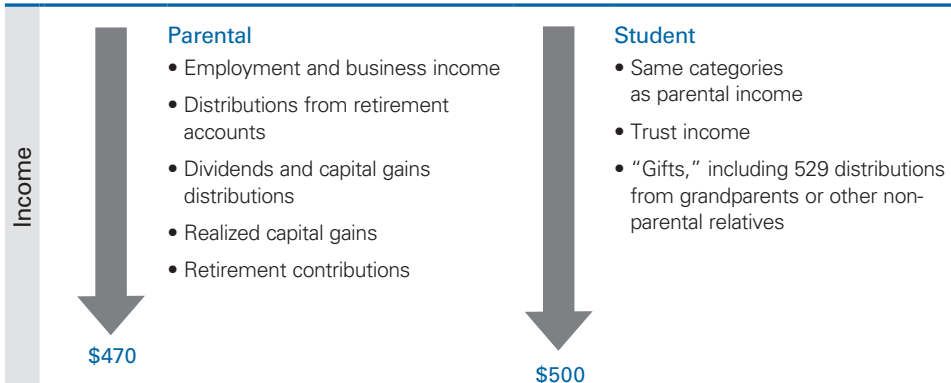 Income
Parental
• Employment and business income
• Distributions from retirement
accounts
• Dividends and capital gains
distributions
• Realized capital gains
• Retirement contributions
$470
Student
• Same categories
as parental income
• Trust income
• “Gifts,” including 529 distributions
from grandparents or other non-
parental relatives
$500